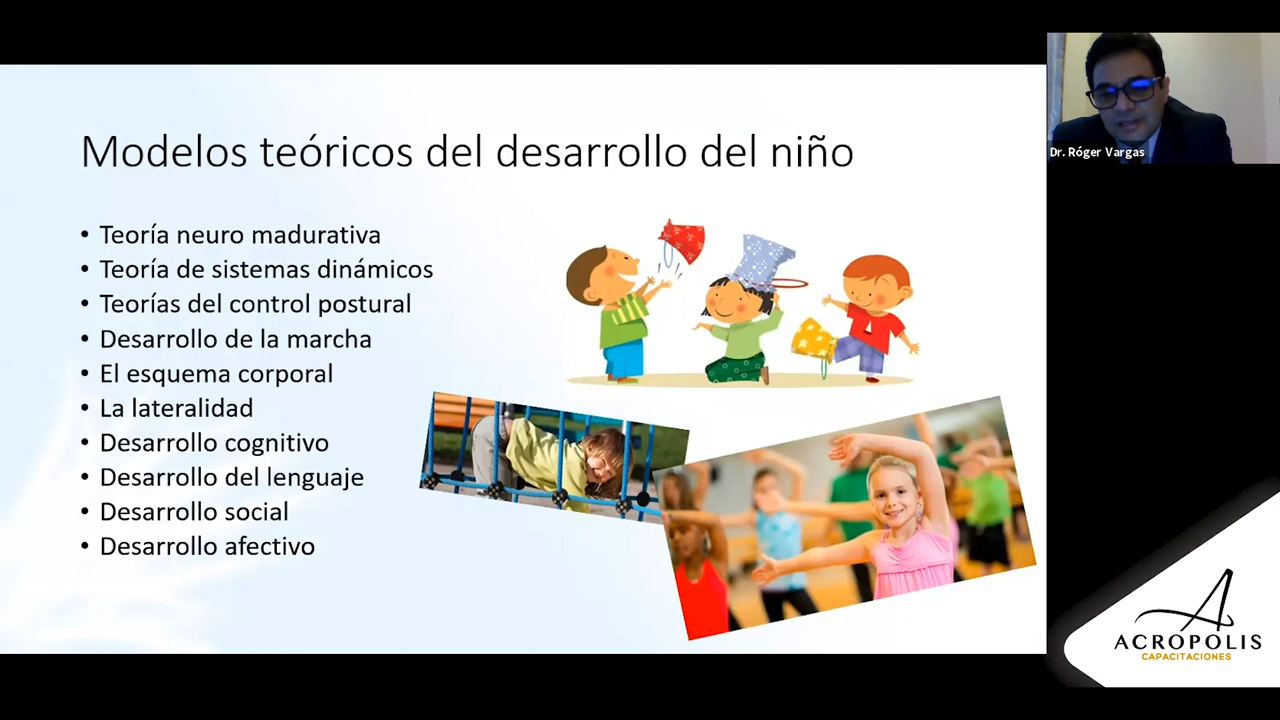 Modelos teóricos del desarrollo del niño
• Teoría neuro madurativa
• Teoría de sistemas dinámicos
• Teorías del control postural
• Desarrollo de la marcha
• El esquema corporal
• La lateralidad
• Desarrollo cognitivo
• Desarrollo del lenguaje
• Desarrollo social
• Desarrollo afectivo
Dr. Róger Vargas
ACROPOLIS
CAPACITACIONES